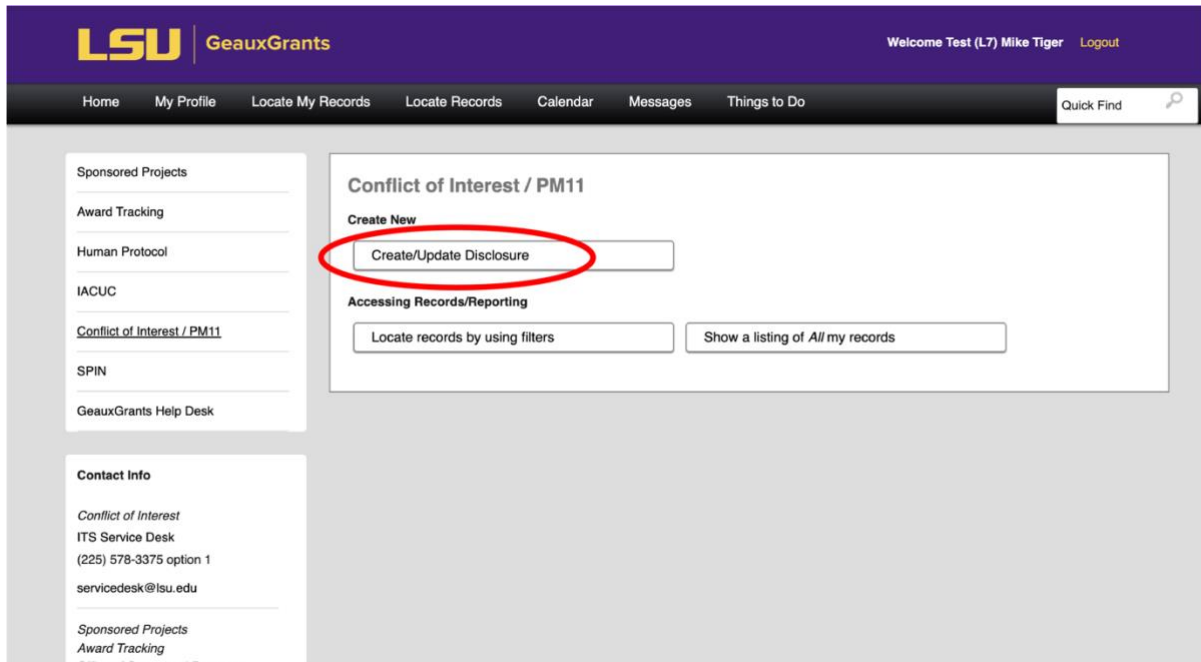 LSU GeauxGrants
Welcome Test (L7) Mike Tiger Logout
Home My Profile Locate My Records Locate Records Calendar Messages Things to Do Quick Find
Sponsored Projects
Award Tracking
Human Protocol
IACUC
Conflict of Interest / PM11
SPIN
GeauxGrants Help Desk
Contact Info
Conflict of Interest
ITS Service Desk
(225) 578-3375 option 1
servicedesk@lsu.edu
Sponsored Projects
Award Tracking
Conflict of Interest / PM11
Create New
Create/Update Disclosure
Accessing Records/Reporting
Locate records by using filters
Show a listing of All my records